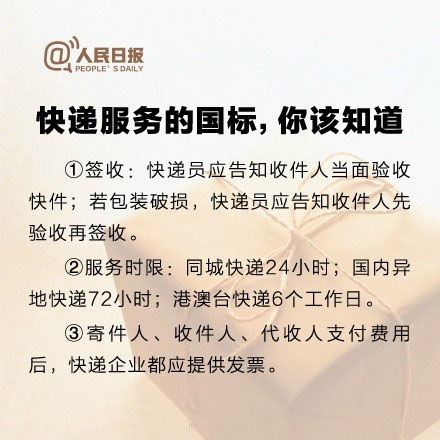 @人民日报
PEOPLE'S DAILY
快递服务的国标,你该知道
①签收：快递员应告知收件人当面验收
快件；若包装破损，快递员应告知收件人先
验收再签收。
②服务时限：同城快递24小时；国内异
地快递72小时；港澳台快递6个工作日。
③寄件人、收件人、代收人支付费用
后，快递企业都应提供发票。